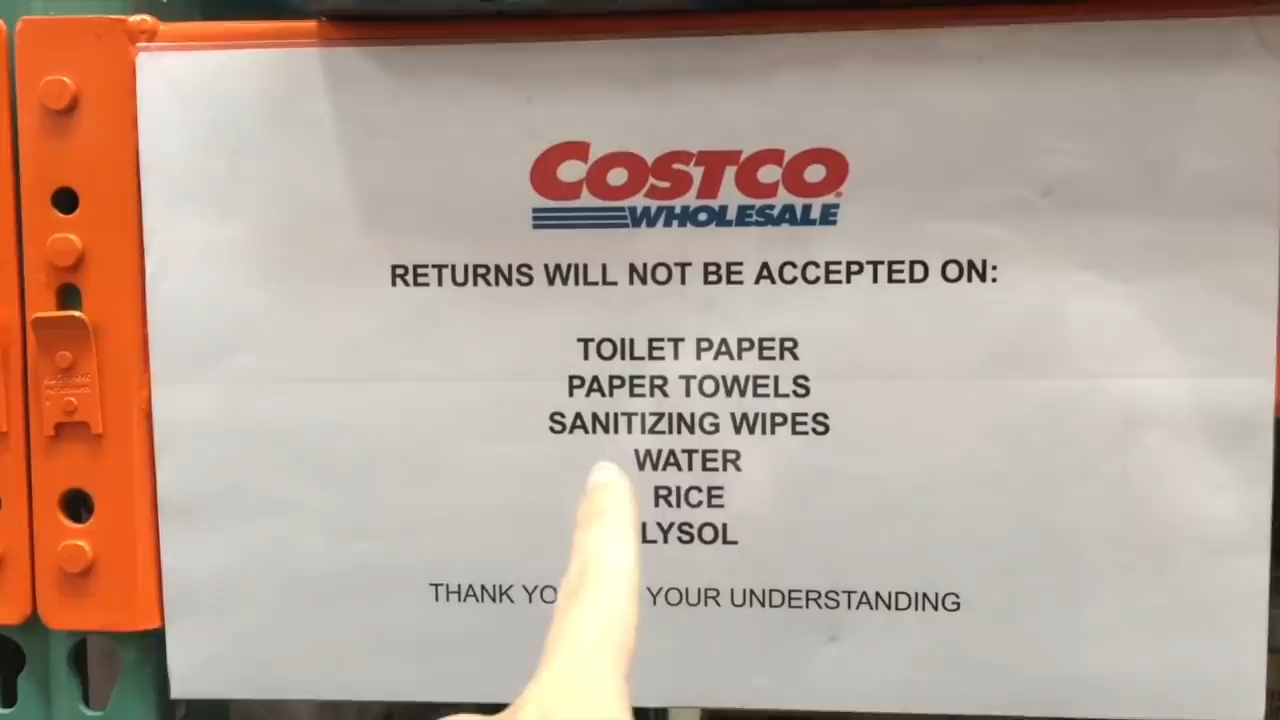 COSTCO
WHOLESALE
RETURNS WILL NOT BE ACCEPTED ON:
TOILET PAPER
PAPER TOWELS
SANITIZING WIPES
WATER
RICE
LYSOL
THANK YOUR UNDERSTANDING